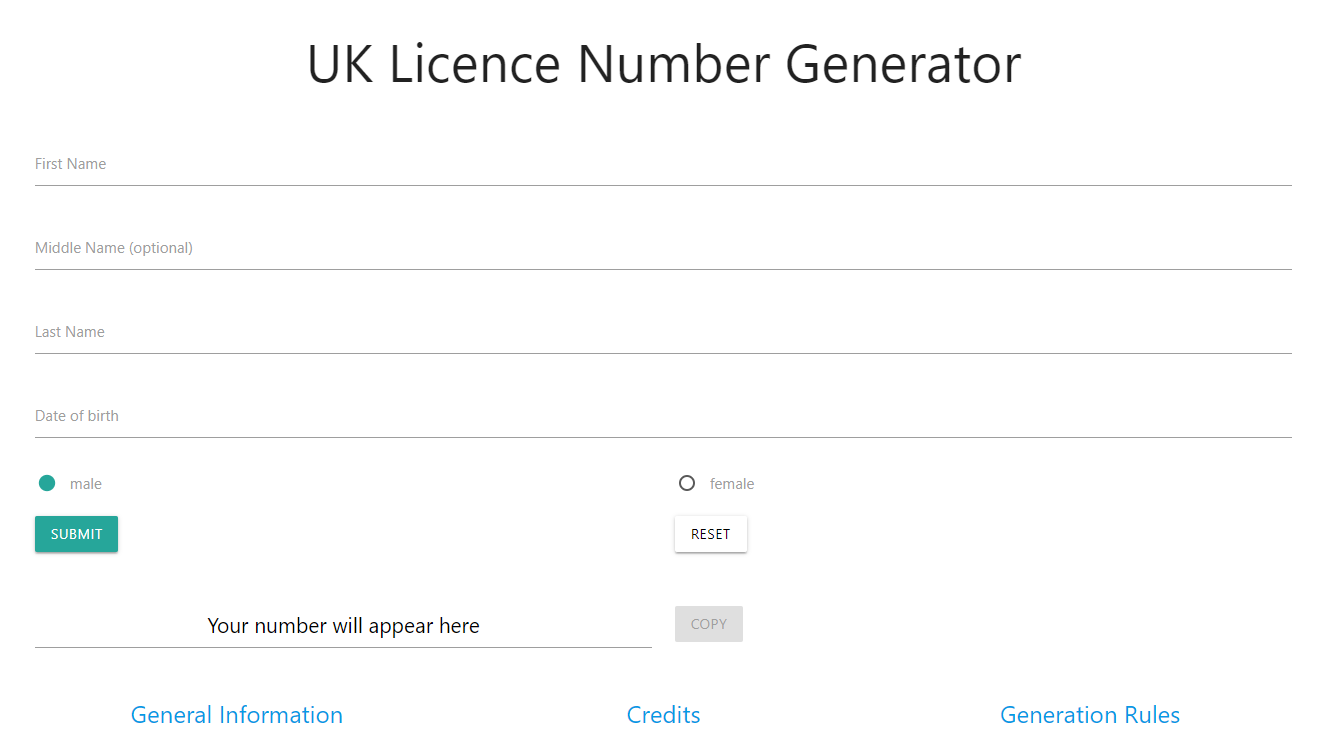 UK Licence Number Generator
First Name
Middle Name (optional)
Last Name
Date of birth
male female
SUBMIT RESET
Your number will appear here COPY
General Information Credits Generation Rules